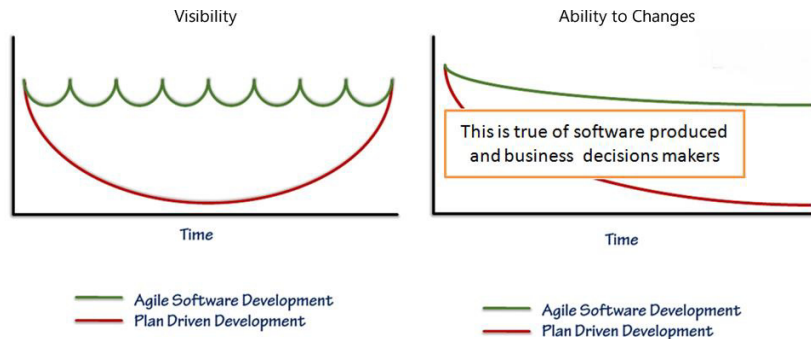 Visibility
Time
Agile Software Development
Plan Driven Development
Ability to Changes
This is true of software produced
and business decisions makers
Time
Agile Software Development
Plan Driven Development